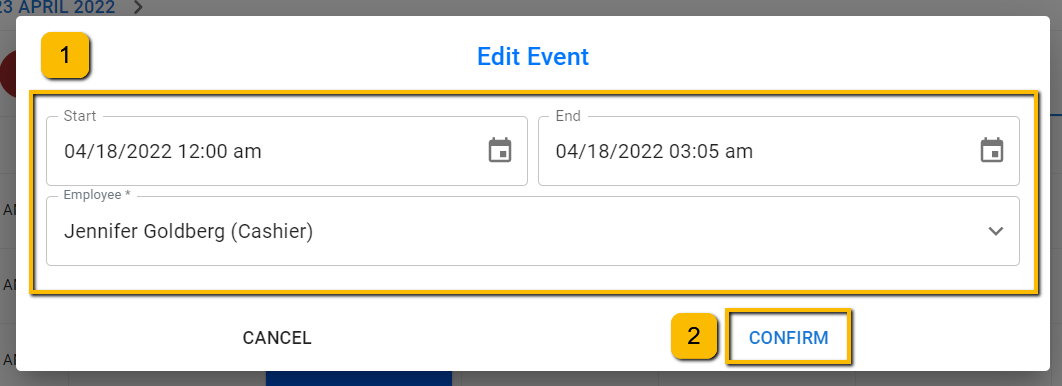 23 APRIL 2022
1
Edit Event
Start
04/18/2022 12:00 am
End
04/18/2022 03:05 am
Employee *
Jennifer Goldberg (Cashier)
CANCEL
2
CONFIRM